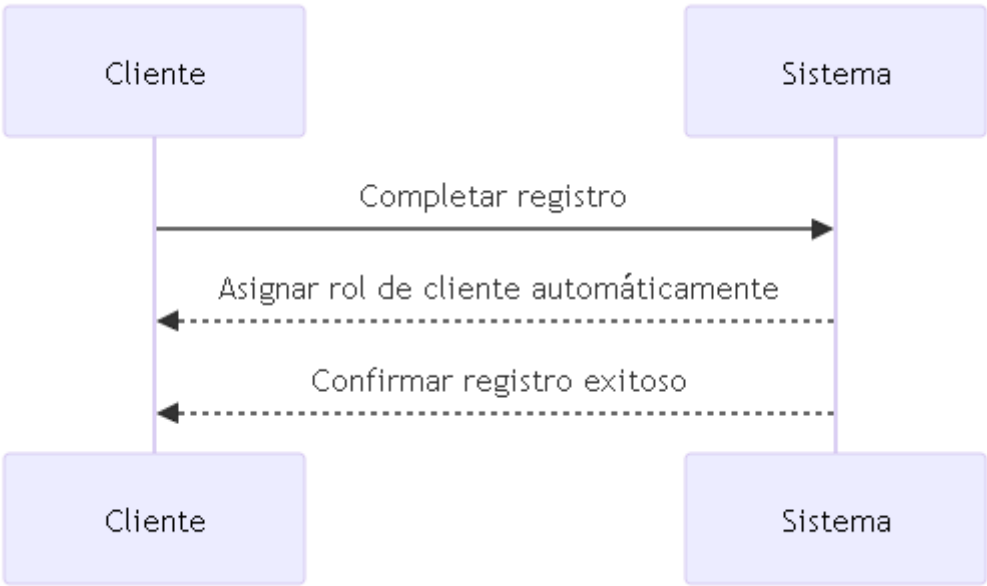 Cliente
Sistema
Completar registro
Asignar rol de cliente automáticamente
Confirmar registro exitoso
Cliente
Sistema